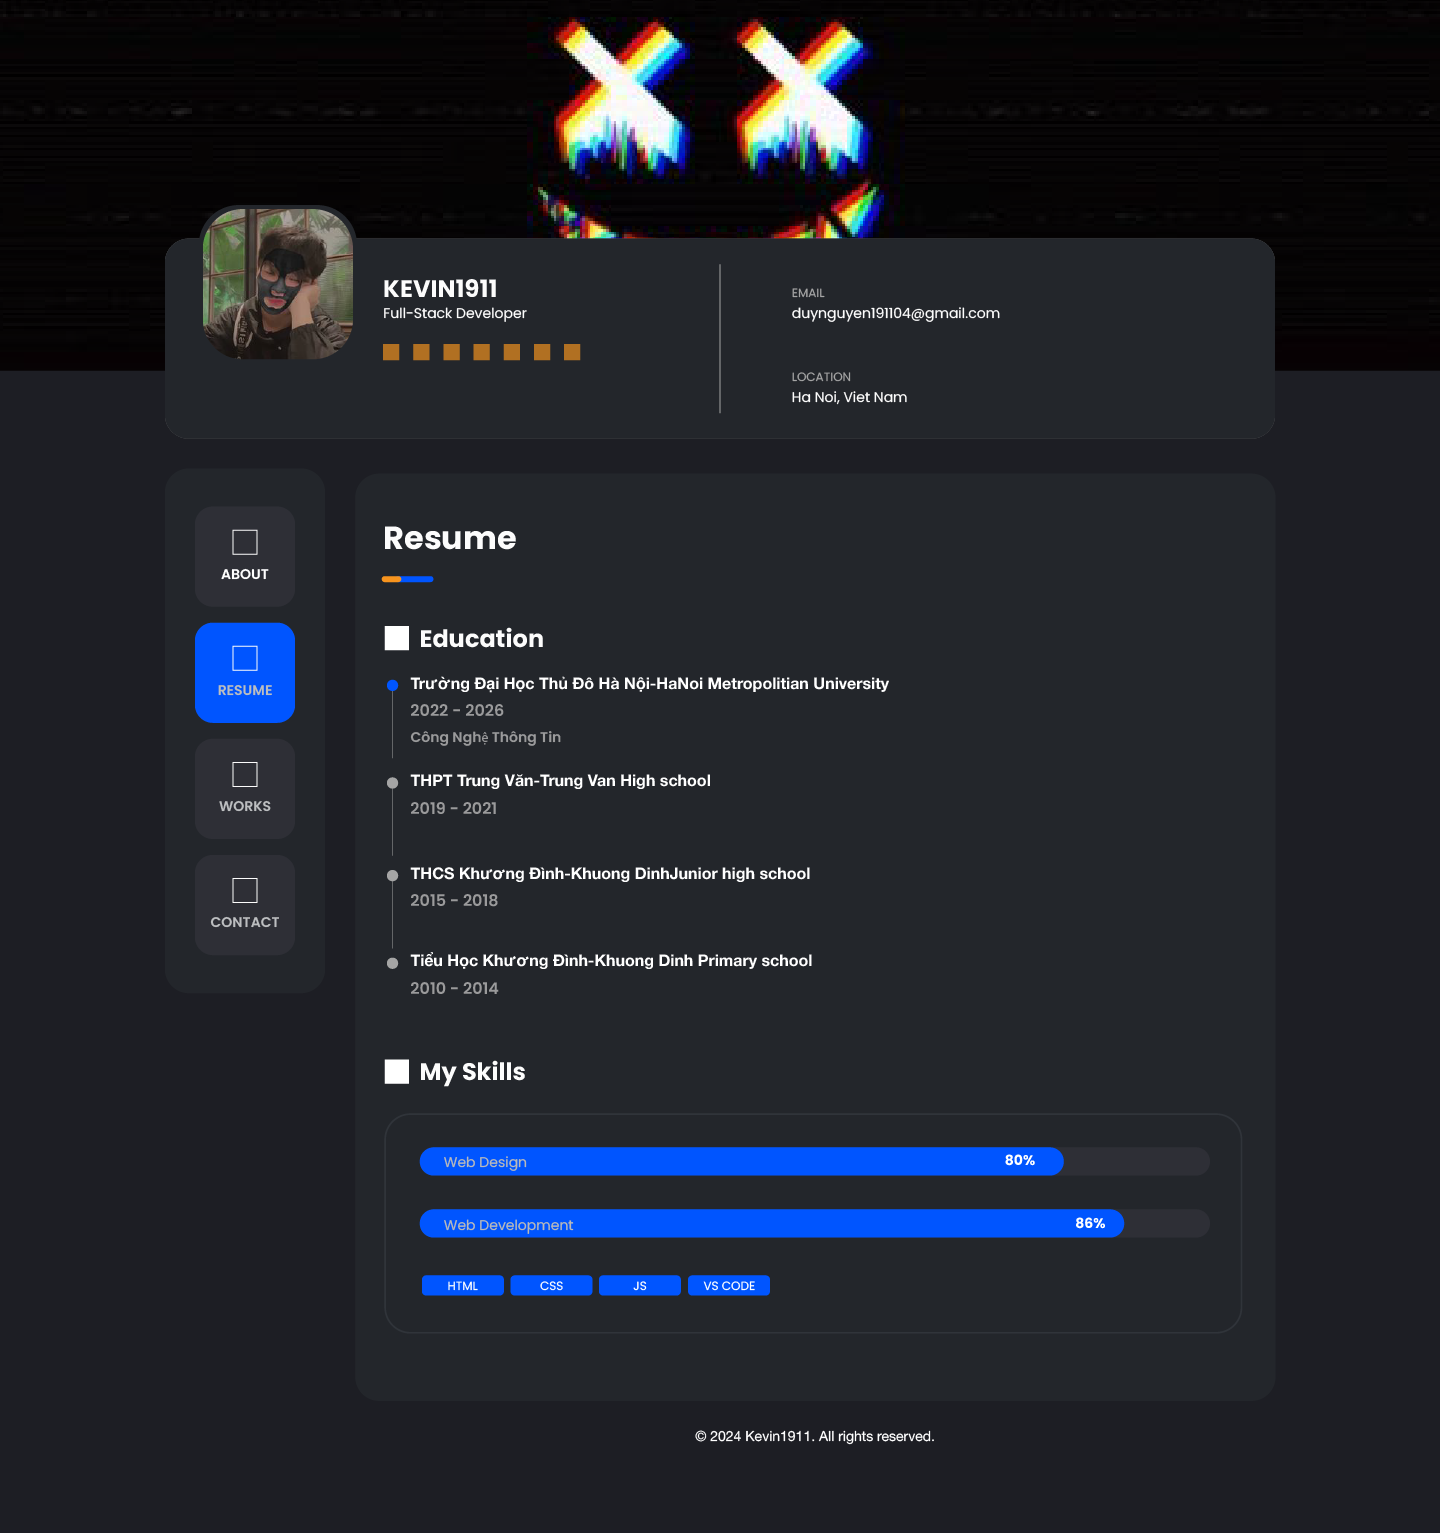 KEVIN1911
Full-Stack Developer
EMAIL
duynguyen191104@gmail.com
LOCATION
Ha Noi, Viet Nam
ABOUT
RESUME
WORKS
CONTACT
Resume
Education
Trường Đại Học Thủ Đô Hà Nội-HaNoi Metropolitian University
2022 - 2026
Công Nghệ Thông Tin
THPT Trung Văn-Trung Van High school
2019 - 2021
THCS Khương Đình-Khuong DinhJunior high school
2015 - 2018
Tiểu Học Khương Đình-Khuong Dinh Primary school
2010 - 2014
My Skills
Web Design 80%
Web Development 86%
HTML CSS JS VS CODE
© 2024 Kevin1911. All rights reserved.